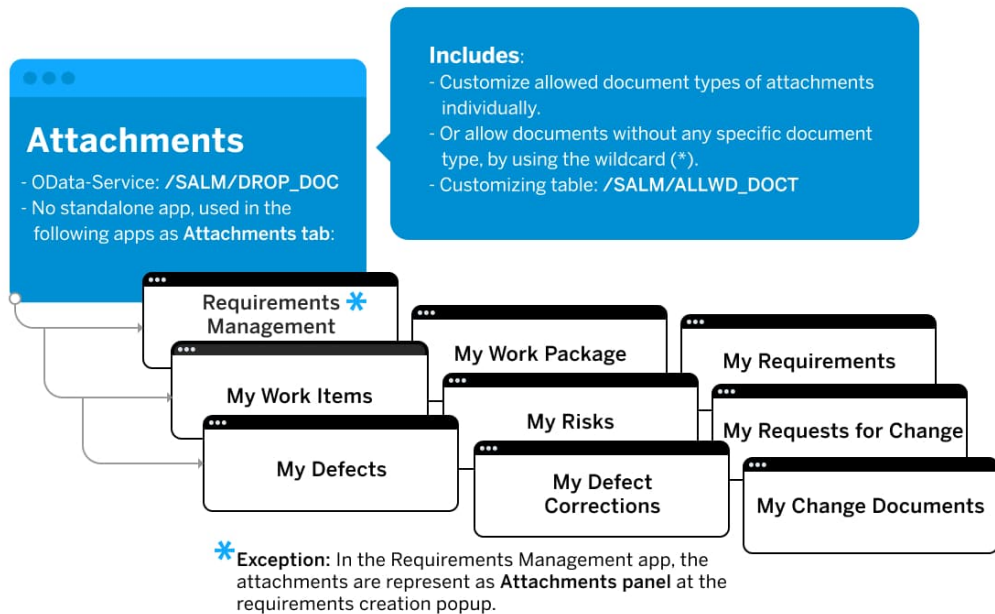 Attachments
- OData-Service: /SALM/DROP_DOC
- No standalone app, used in the
following apps as Attachments tab:
Includes:
- Customize allowed document types of attachments
individually.
- Or allow documents without any specific document
type, by using the wildcard (*).
- Customizing table: /SALM/ALLWD_DOCT
Requirements *
Management
My Work Package
My Requirements
My Work Items
My Risks
My Requests for Change
My Defects
My Defect
Corrections
My Change Documents
* Exception: In the Requirements Management app, the
attachments are represent as Attachments panel at the
requirements creation popup.